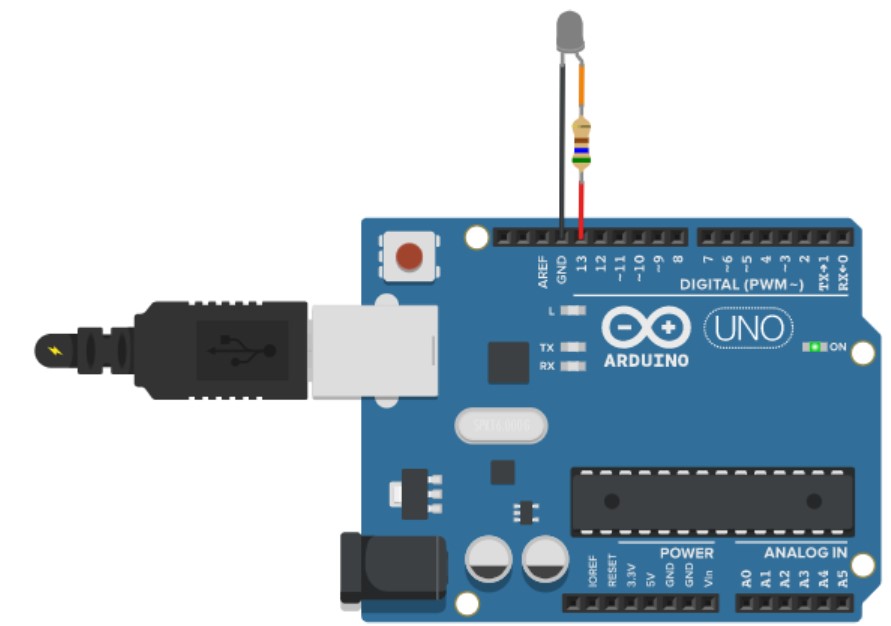 AREF
GND
13
12
~11
~10
~9
8
7
~6
~5
4
~3
2
TX→1
RX←0
DIGITAL (PWM~)
L
TX
RX
ARDUINO
UNO
ON
POWER
ANALOG IN
IOREF
RESET
3.3V
5V
GND
GND
Vin
A0
A1
A2
A3
A4
A5